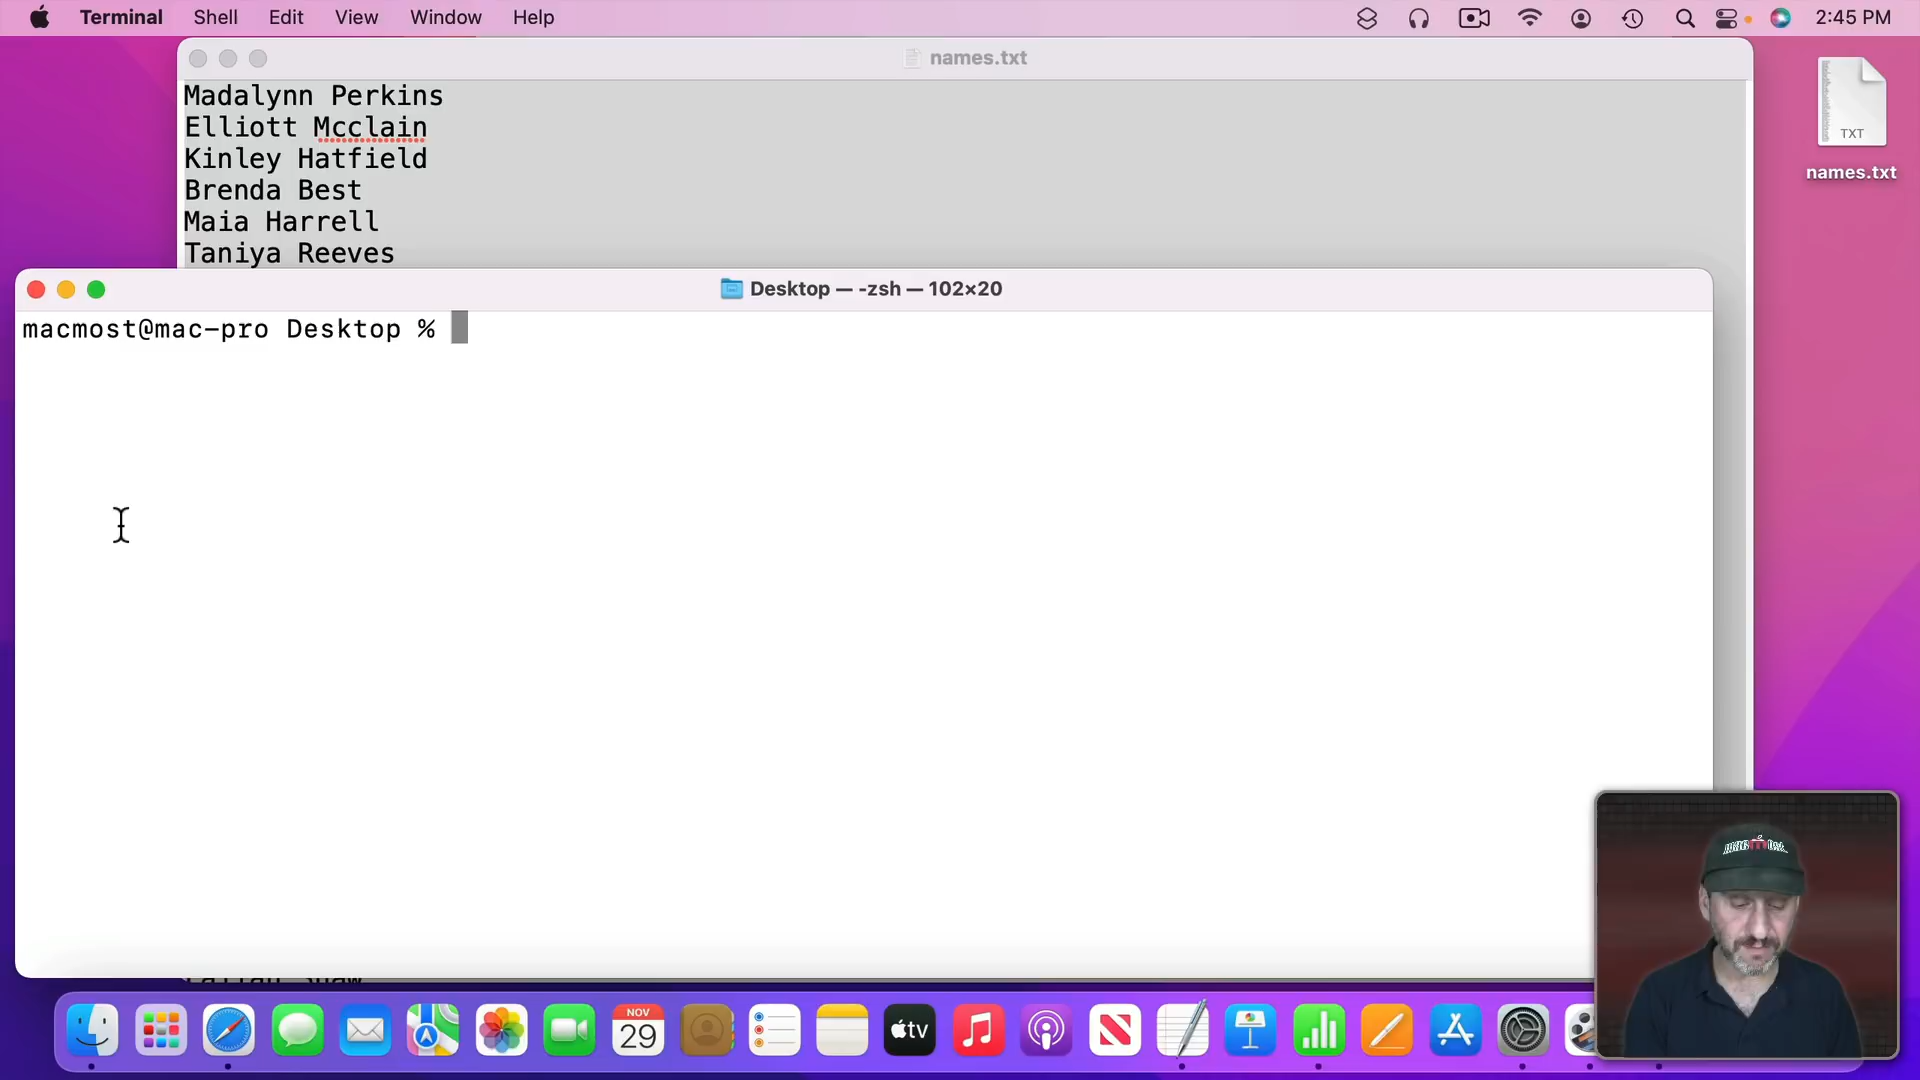 Terminal Shell Edit View Window Help 2:45 PM
names.txt
Madalynn Perkins
Elliott Mcclain
Kinley Hatfield
Brenda Best
Maia Harrell
Taniya Reeves
TXT
names.txt
Desktop — -zsh — 102×20
macmost@mac-pro Desktop %
NOV
29
tv